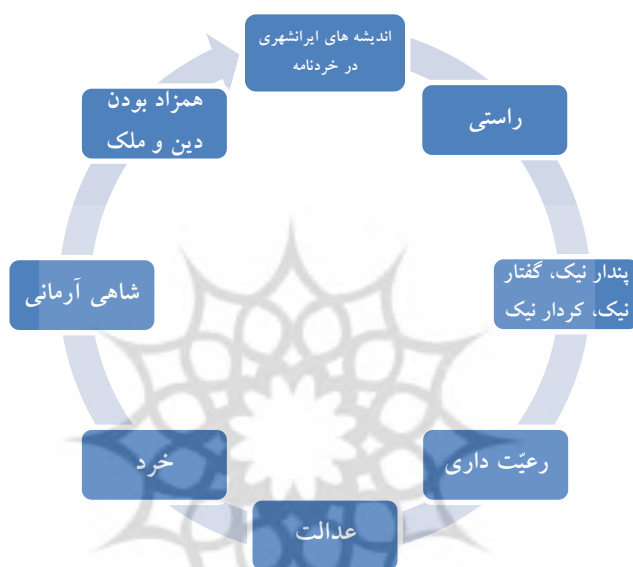 اندیشه های ایرانشهری
در خردنامه
راستی
پندار نیک، گفتار
نیک، کردار نیک
رعیّت داری
عدالت
خرد
شاهی آرمانی
همزاد بودن
دین و ملک